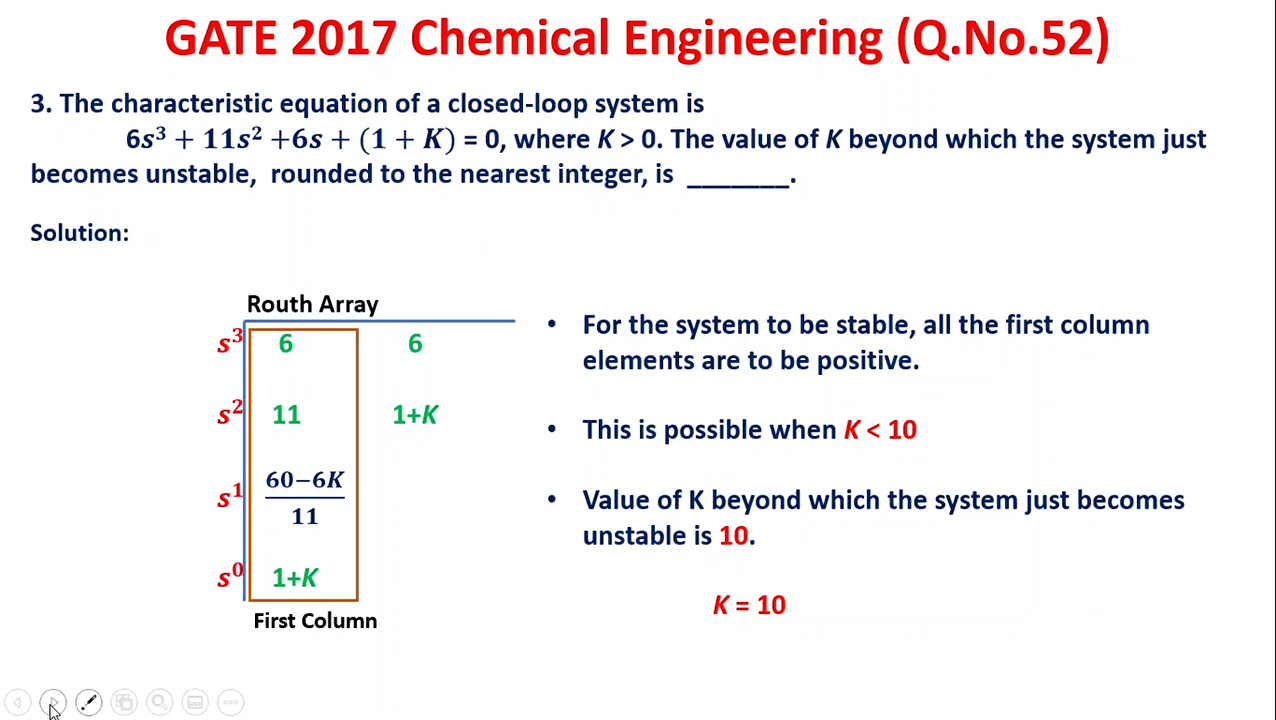 GATE 2017 Chemical Engineering (Q.No.52)
3. The characteristic equation of a closed-loop system is
6s³ + 11s² +6s + (1 + K) = 0, where K > 0. The value of K beyond which the system just
becomes unstable, rounded to the nearest integer, is _______.
Solution:
Routh Array
s³ 6 6
s² 11 1+K
s¹ 60−6K
11
s⁰ 1+K
First Column
• For the system to be stable, all the first column
elements are to be positive.
• This is possible when K < 10
• Value of K beyond which the system just becomes
unstable is 10.
K = 10